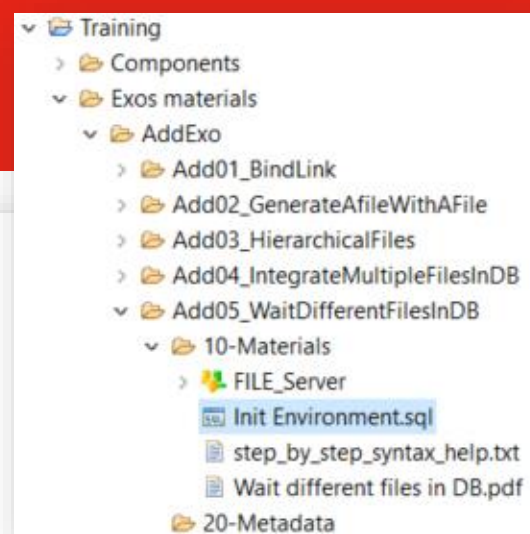 Training
Components
Exos materials
AddExo
Add01_BindLink
Add02_GenerateAfileWithAFile
Add03_HierarchicalFiles
Add04_IntegrateMultipleFilesInDB
Add05_WaitDifferentFilesInDB
10-Materials
FILE_Server
Init Environment.sql
step_by_step_syntax_help.txt
Wait different files in DB.pdf
20-Metadata